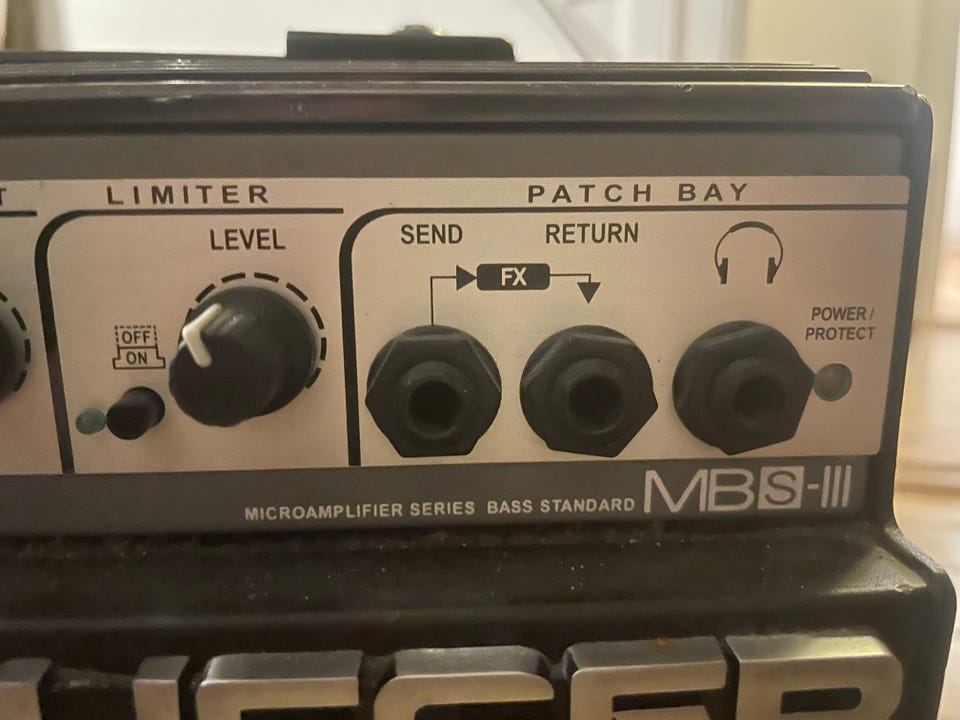 LIMITER
PATCH BAY
LEVEL
SEND
RETURN
FX
POWER/
PROTECT
OFF
ON
MICROAMPLIFIER SERIES BASS STANDARD MBS-III